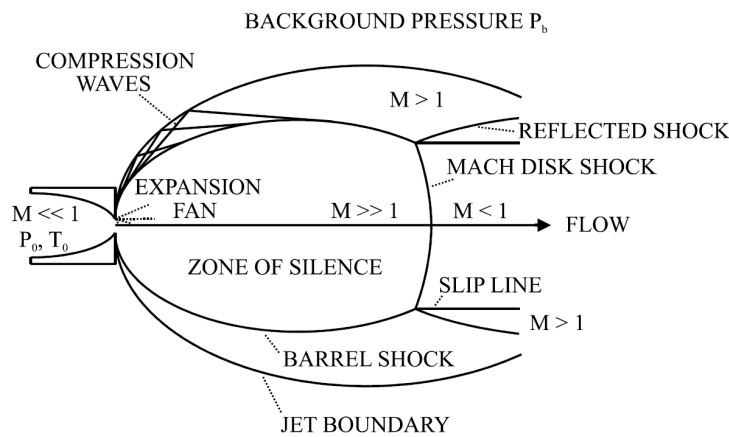 BACKGROUND PRESSURE P_b
COMPRESSION
WAVES
M > 1
REFLECTED SHOCK
MACH DISK SHOCK
EXPANSION
FAN
M << 1
P₀, T₀
M >> 1
M < 1
FLOW
ZONE OF SILENCE
SLIP LINE
M > 1
BARREL SHOCK
JET BOUNDARY